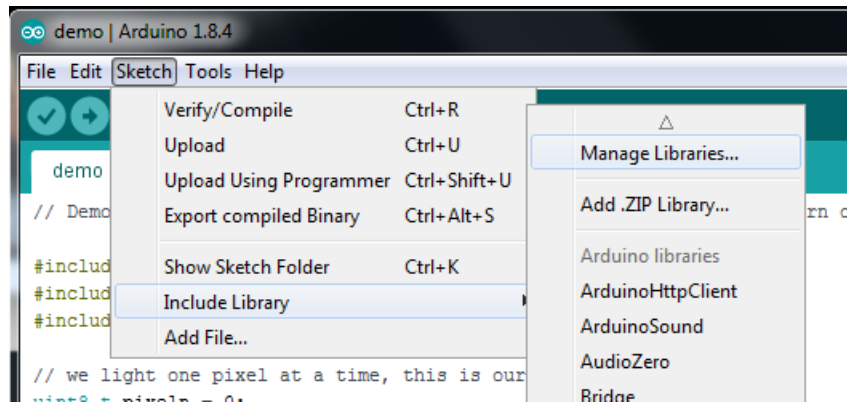 demo | Arduino 1.8.4
File Edit Sketch Tools Help
Verify/Compile Ctrl+R
Upload Ctrl+U
Upload Using Programmer Ctrl+Shift+U
Export compiled Binary Ctrl+Alt+S
Show Sketch Folder Ctrl+K
Include Library
Add File...
Manage Libraries...
Add .ZIP Library...
Arduino libraries
ArduinoHttpClient
ArduinoSound
AudioZero
Bridge
demo
// Demo
rn
#includ
#includ
#includ
// we light one pixel at a time, this is our
uint8_t pixeln = 0;